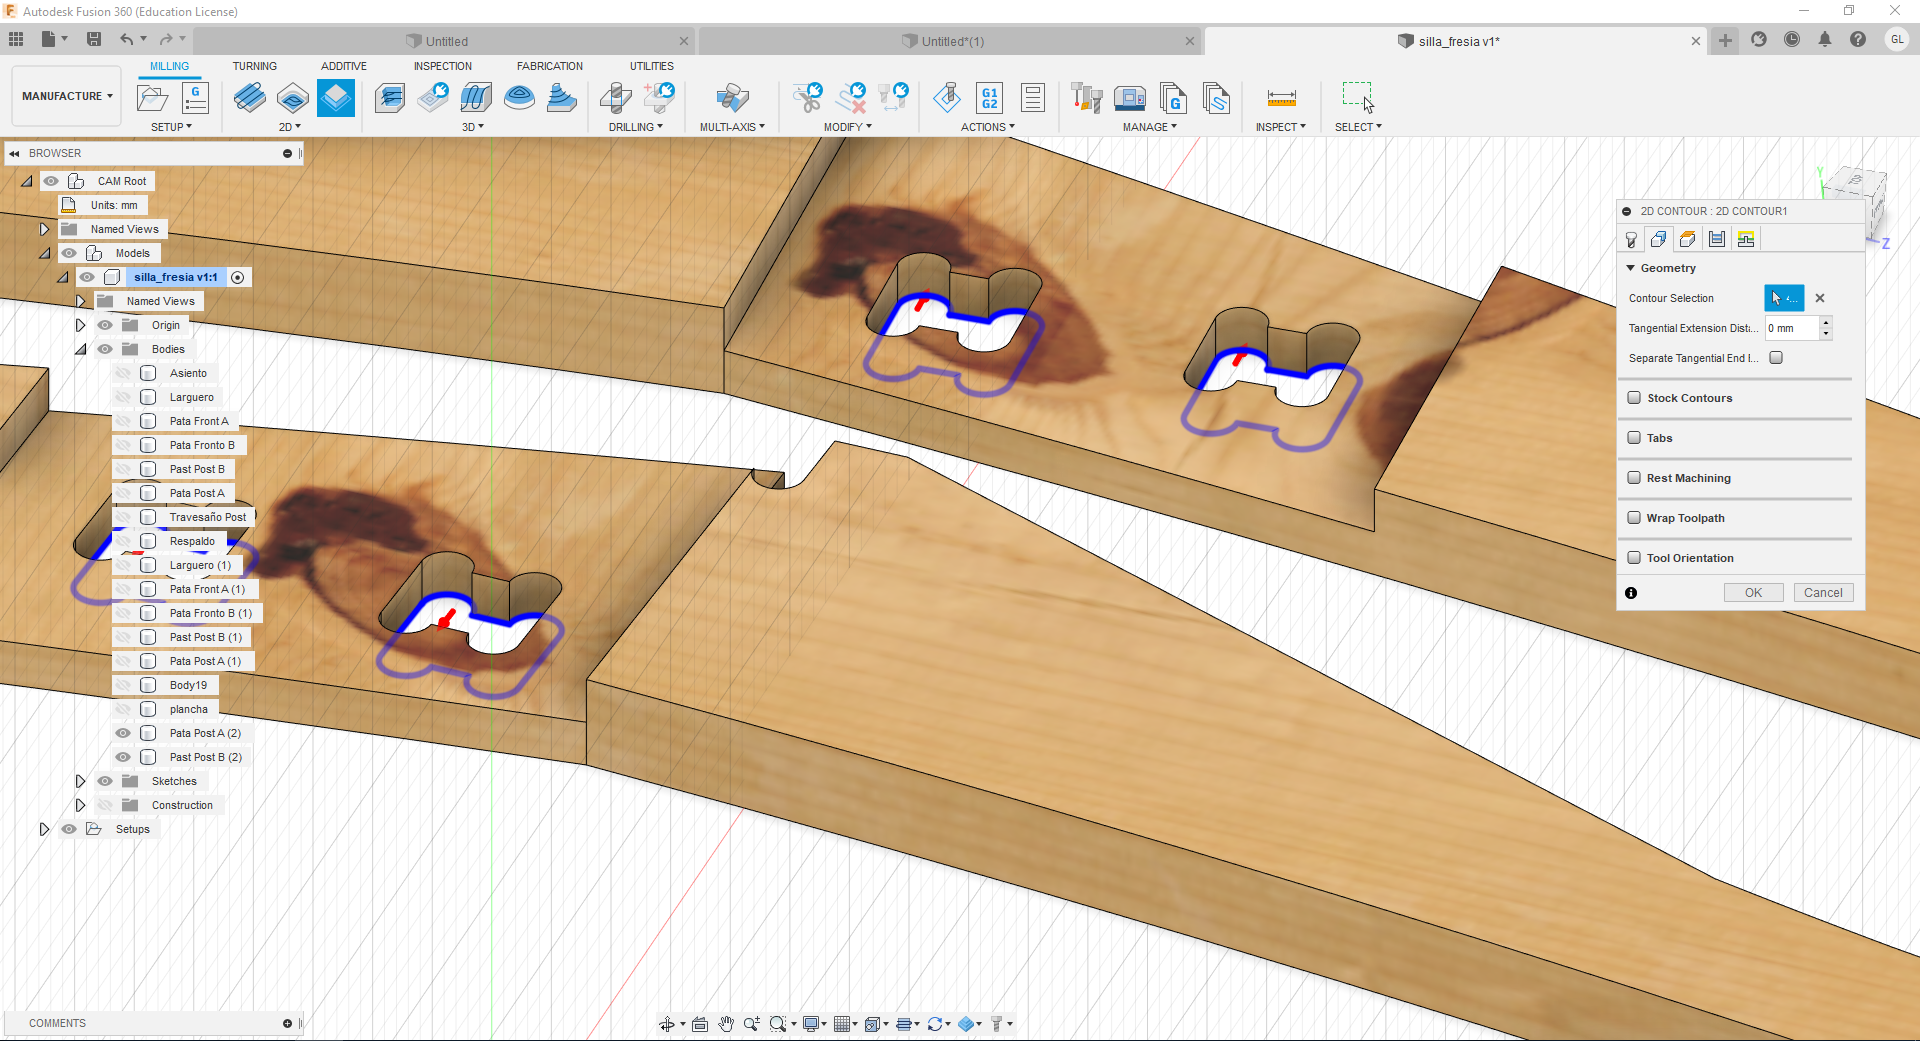 Autodesk Fusion 360 (Education License)
Untitled
Untitled*(1)
silla_fresia v1*
GL
MANUFACTURE
MILLING
TURNING
ADDITIVE
INSPECTION
FABRICATION
UTILITIES
SETUP
2D
3D
DRILLING
MULTI-AXIS
MODIFY
G1
G2
ACTIONS
MANAGE
INSPECT
SELECT
BROWSER
CAM Root
Units: mm
Named Views
Models
silla_fresia v1:1
Named Views
Origin
Bodies
Asiento
Larguero
Pata Front A
Pata Fronto B
Past Post B
Pata Post A
Travesaño Post
Respaldo
Larguero (1)
Pata Front A (1)
Pata Fronto B (1)
Past Post B (1)
Pata Post A (1)
Body19
plancha
Pata Post A (2)
Past Post B (2)
Sketches
Construction
Setups
COMMENTS
Y
Z
2D CONTOUR : 2D CONTOUR1
Geometry
Contour Selection
Tangential Extension Dist...
0 mm
Separate Tangential End I...
Stock Contours
Tabs
Rest Machining
Wrap Toolpath
Tool Orientation
OK
Cancel